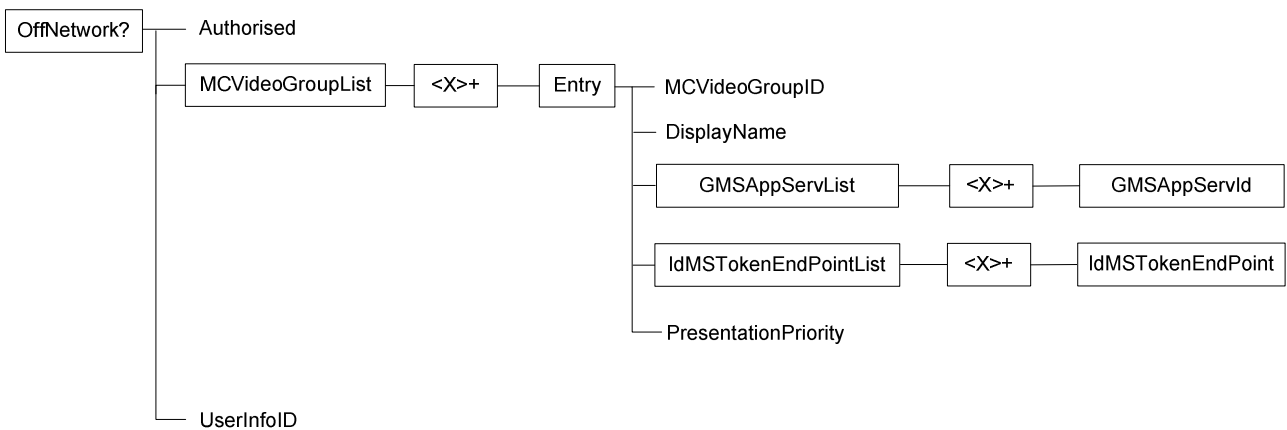 OffNetwork?
Authorised
MCVideoGroupList
<X>+
Entry
MCVideoGroupID
DisplayName
GMSAppServList
<X>+
GMSAppServId
IdMSTokenEndPointList
<X>+
IdMSTokenEndPoint
PresentationPriority
UserInfoID